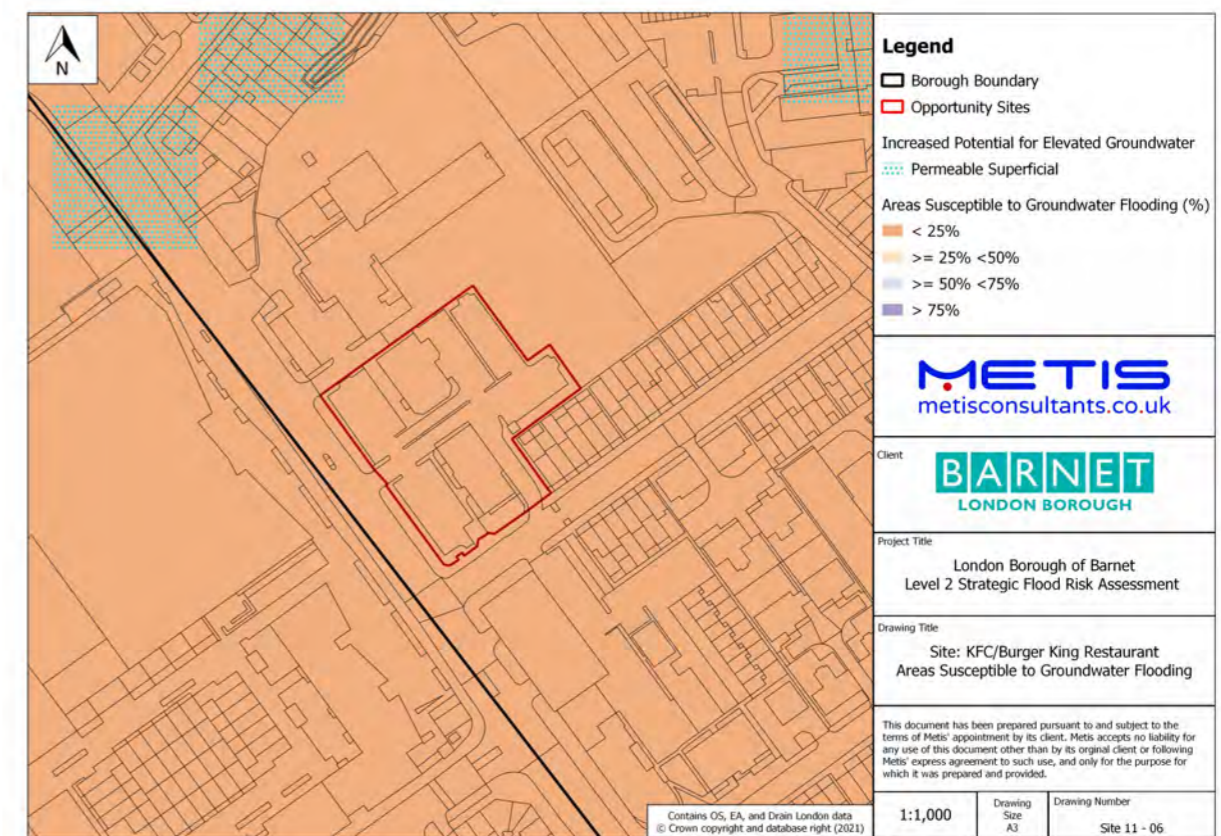 N
Legend
Borough Boundary
Opportunity Sites
Increased Potential for Elevated Groundwater
Permeable Superficial
Areas Susceptible to Groundwater Flooding (%)
< 25%
>= 25% <50%
>= 50% <75%
> 75%
METIS
metisconsultants.co.uk
Client
BARNET
LONDON BOROUGH
Project Title
London Borough of Barnet
Level 2 Strategic Flood Risk Assessment
Drawing Title
Site: KFC/Burger King Restaurant
Areas Susceptible to Groundwater Flooding
This document has been prepared pursuant to and subject to the
terms of Metis' appointment by its client. Metis accepts no liability for
any use of this document other than by its orginal client or following
Metis' express agreement to such use, and only for the purpose for
which it was prepared and provided.
Contains OS, EA, and Drain London data
© Crown copyright and database right (2021)
1:1,000
Drawing
Size
A3
Drawing Number
Site 11 - 06